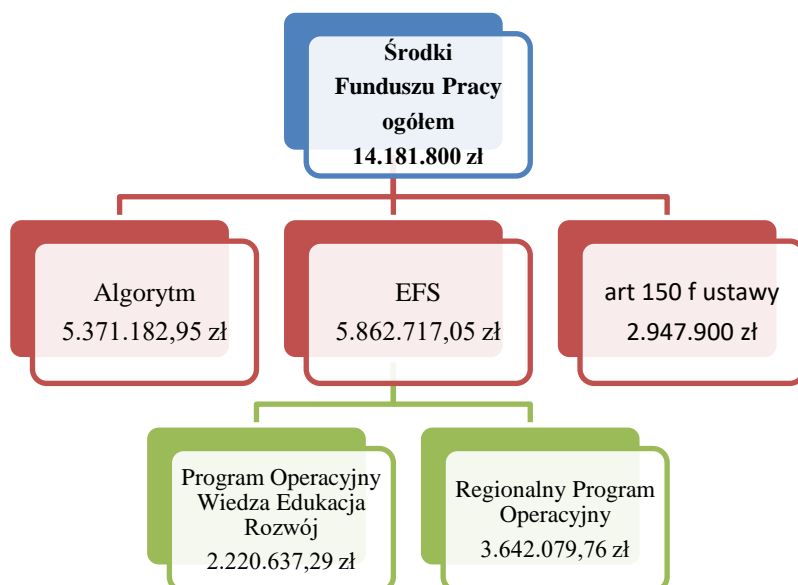 Środki
Funduszu Pracy
ogółem
14.181.800 zł
Algorytm
5.371.182,95 zł
EFS
5.862.717,05 zł
art 150 f ustawy
2.947.900 zł
Program Operacyjny
Wiedza Edukacja
Rozwój
2.220.637,29 zł
Regionalny Program
Operacyjny
3.642.079,76 zł